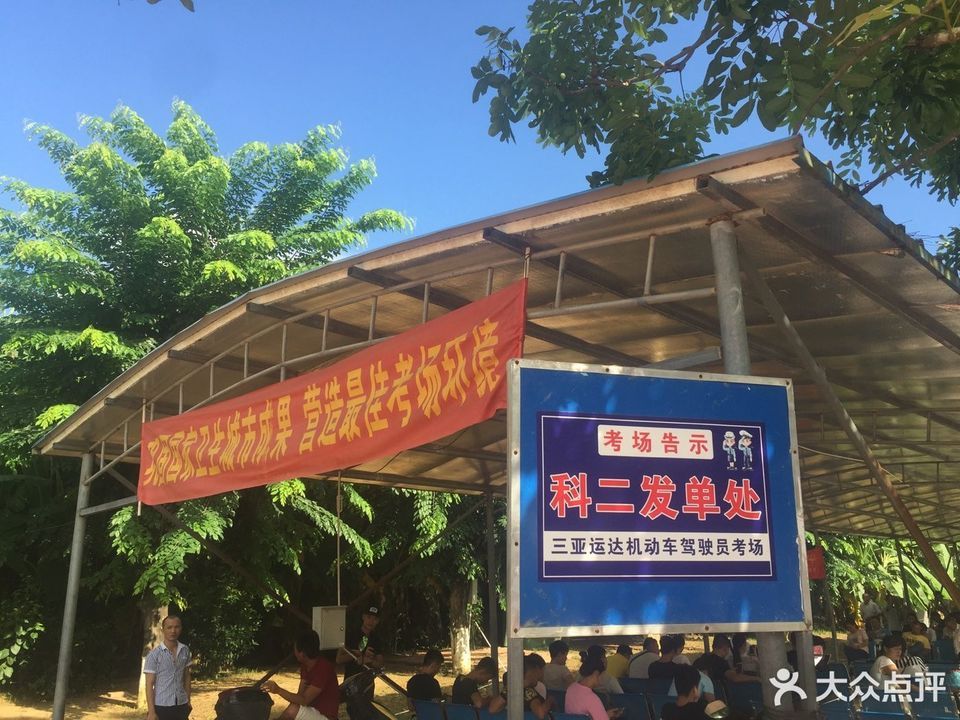 巩固国家卫生城市成果 营造最佳考场环境
考场告示
科二发单处
三亚运达机动车驾驶员考场
大众点评